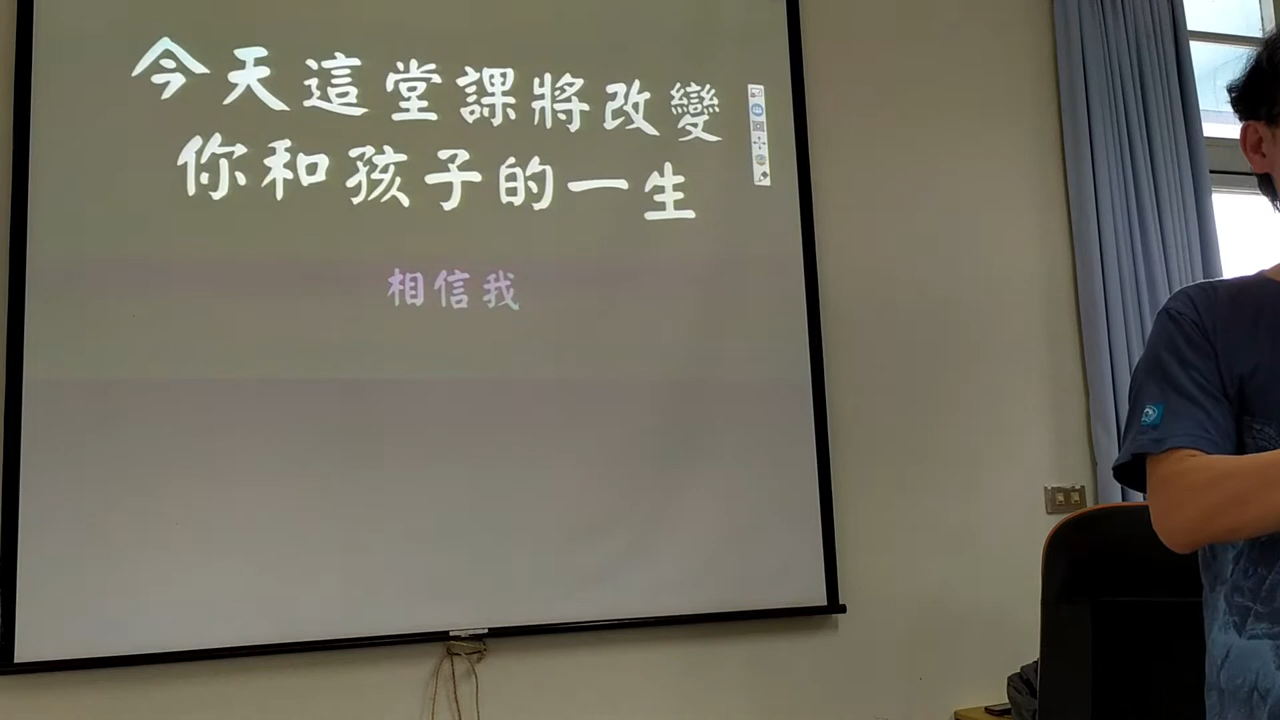 今天這堂課將改變
你和孩子的一生
相信我